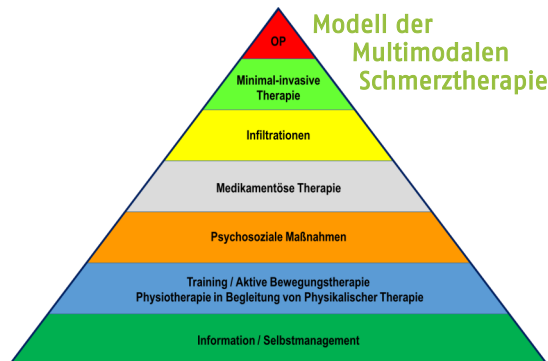 Modell der
Multimodalen
Schmerztherapie
OP
Minimal-invasive
Therapie
Infiltrationen
Medikamentöse Therapie
Psychosoziale Maßnahmen
Training / Aktive Bewegungstherapie
Physiotherapie in Begleitung von Physikalischer Therapie
Information / Selbstmanagement